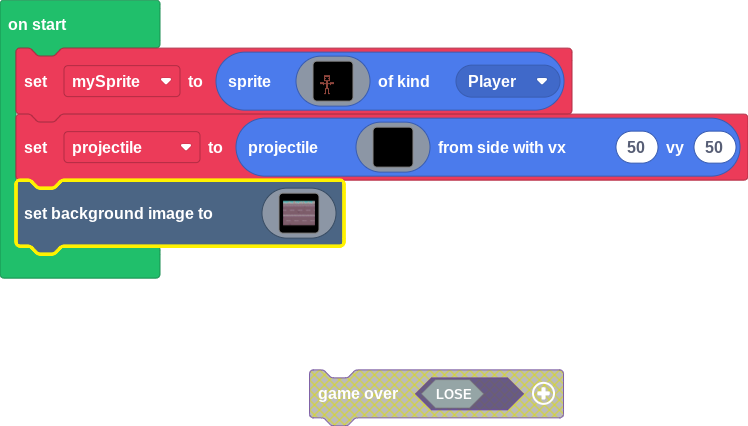 on start
set mySprite to sprite of kind Player
set projectile to projectile from side with vx 50 vy 50
set background image to
game over LOSE